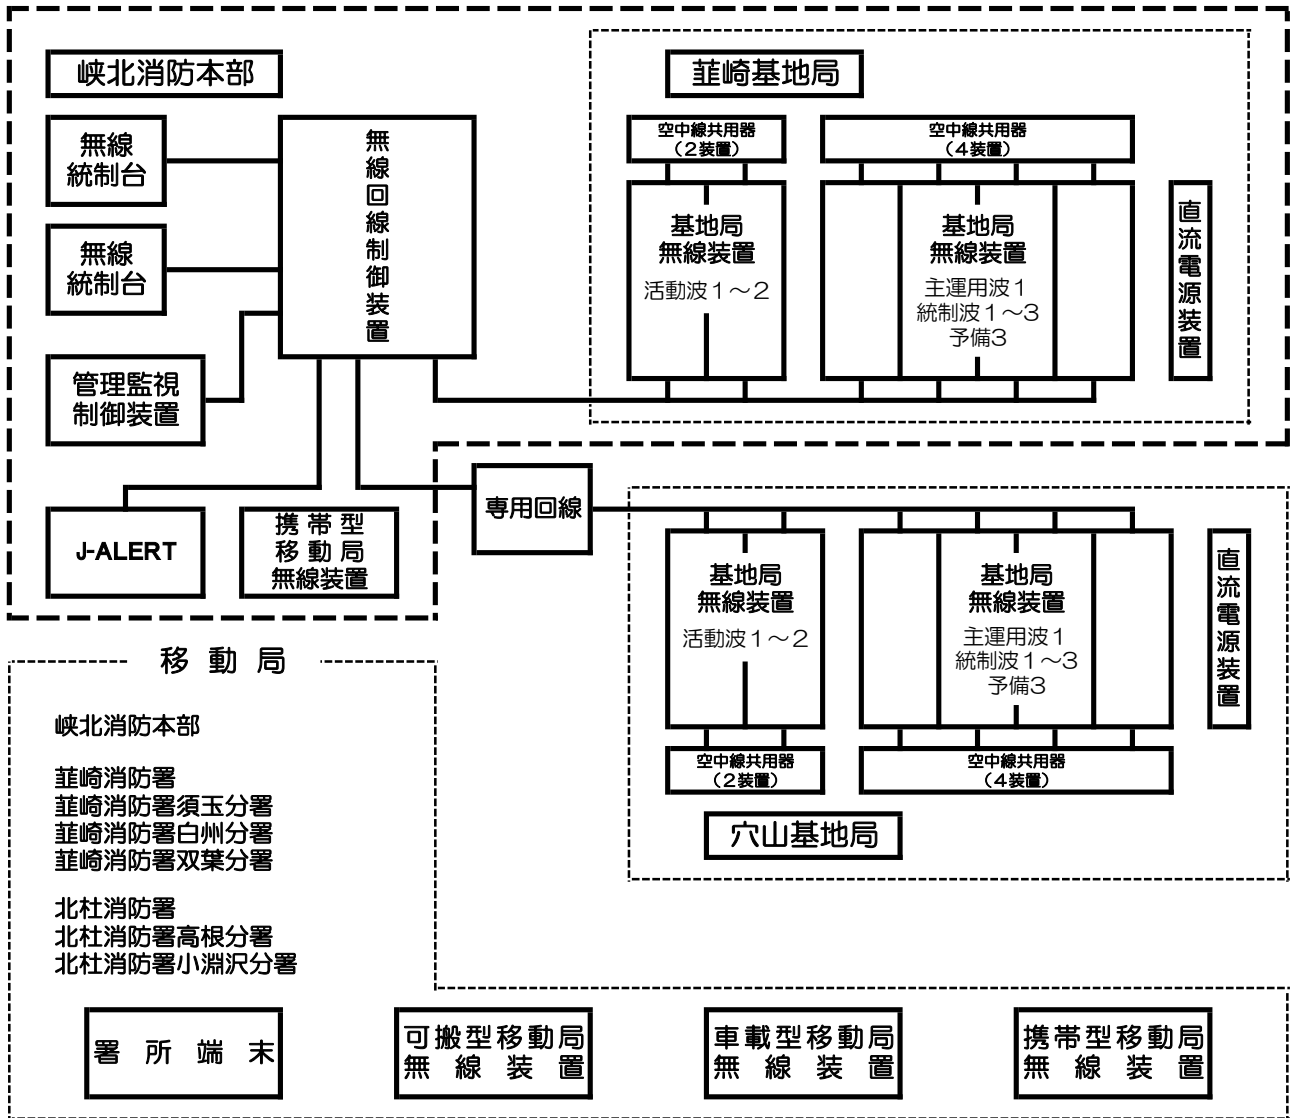 峡北消防本部
無線
統制台
無線
統制台
管理監視
制御装置
無線回線制御装置
J-ALERT
携帯型
移動局
無線装置
韮崎基地局
空中線共用器
（２装置）
空中線共用器
（４装置）
基地局
無線装置
活動波１～２
基地局
無線装置
主運用波１
統制波１～３
予備３
直流電源装置
専用回線
基地局
無線装置
活動波１～２
基地局
無線装置
主運用波１
統制波１～３
予備３
直流電源装置
空中線共用器
（２装置）
空中線共用器
（４装置）
穴山基地局
移動局
峡北消防本部
韮崎消防署
韮崎消防署須玉分署
韮崎消防署白州分署
韮崎消防署双葉分署
北杜消防署
北杜消防署高根分署
北杜消防署小淵沢分署
署所端末
可搬型移動局
無線装置
車載型移動局
無線装置
携帯型移動局
無線装置